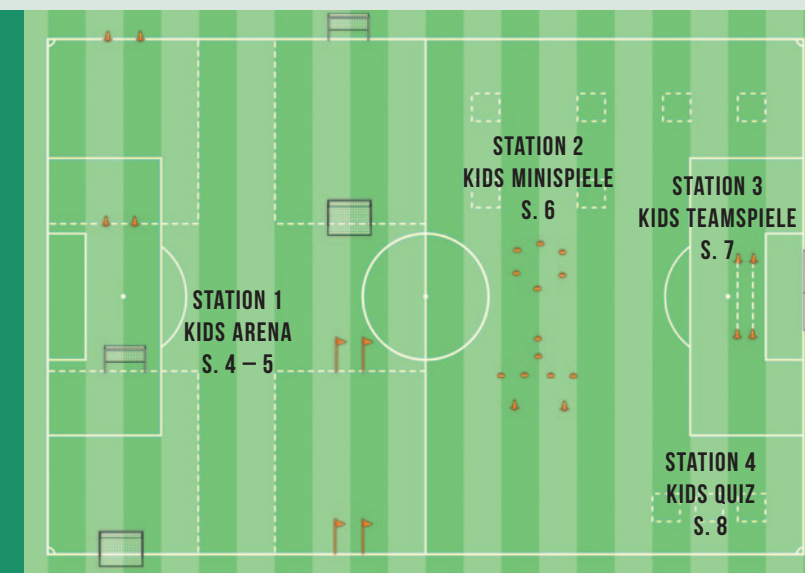 STATION 1
KIDS ARENA
S. 4 – 5
STATION 2
KIDS MINISPIELE
S. 6
STATION 3
KIDS TEAMSPIELE
S. 7
STATION 4
KIDS QUIZ
S. 8